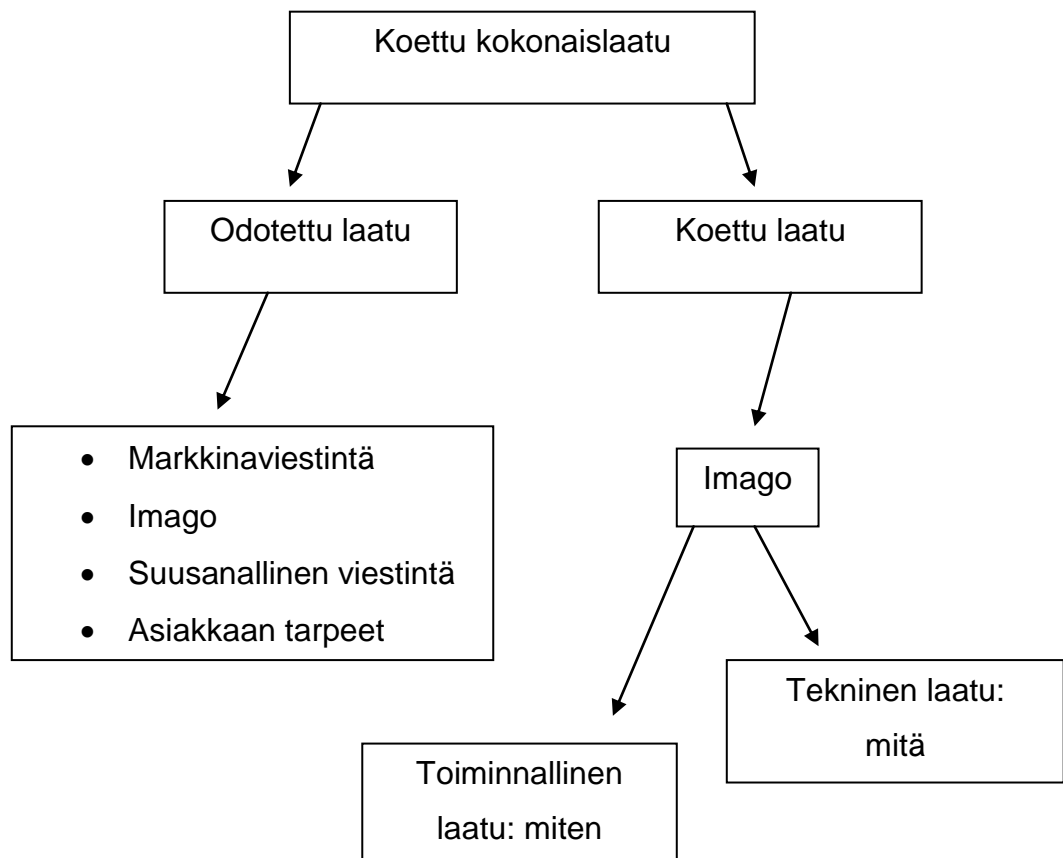 Koettu kokonaislaatu
Odotettu laatu
Koettu laatu
• Markkinaviestintä
• Imago
• Suusanallinen viestintä
• Asiakkaan tarpeet
Imago
Tekninen laatu:
mitä
Toiminnallinen
laatu: miten